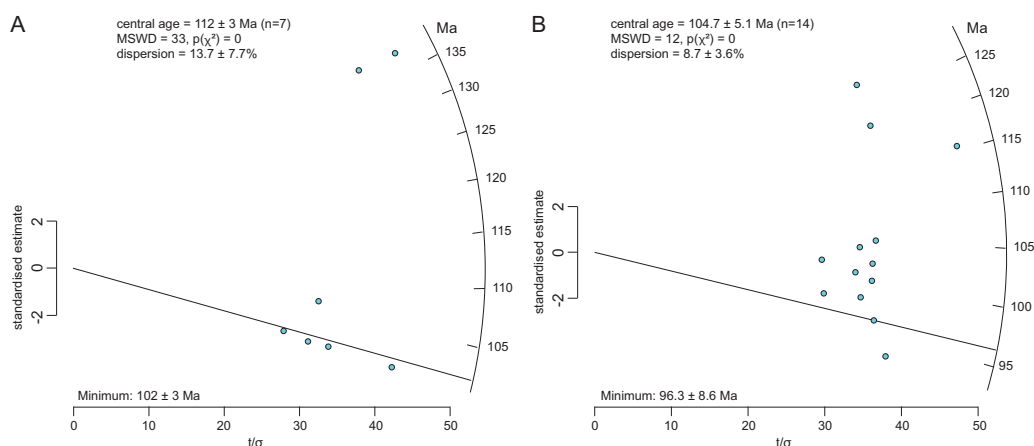 A
central age = 112 ± 3 Ma (n=7)
MSWD = 33, p(χ²) = 0
dispersion = 13.7 ± 7.7%
Ma
135
130
125
120
115
110
105
2
0
-2
standardised estimate
Minimum: 102 ± 3 Ma
0 10 20 30 40 50
t/σ
B
central age = 104.7 ± 5.1 Ma (n=14)
MSWD = 12, p(χ²) = 0
dispersion = 8.7 ± 3.6%
Ma
125
120
115
110
105
100
95
2
0
-2
standardised estimate
Minimum: 96.3 ± 8.6 Ma
0 10 20 30 40 50
t/σ